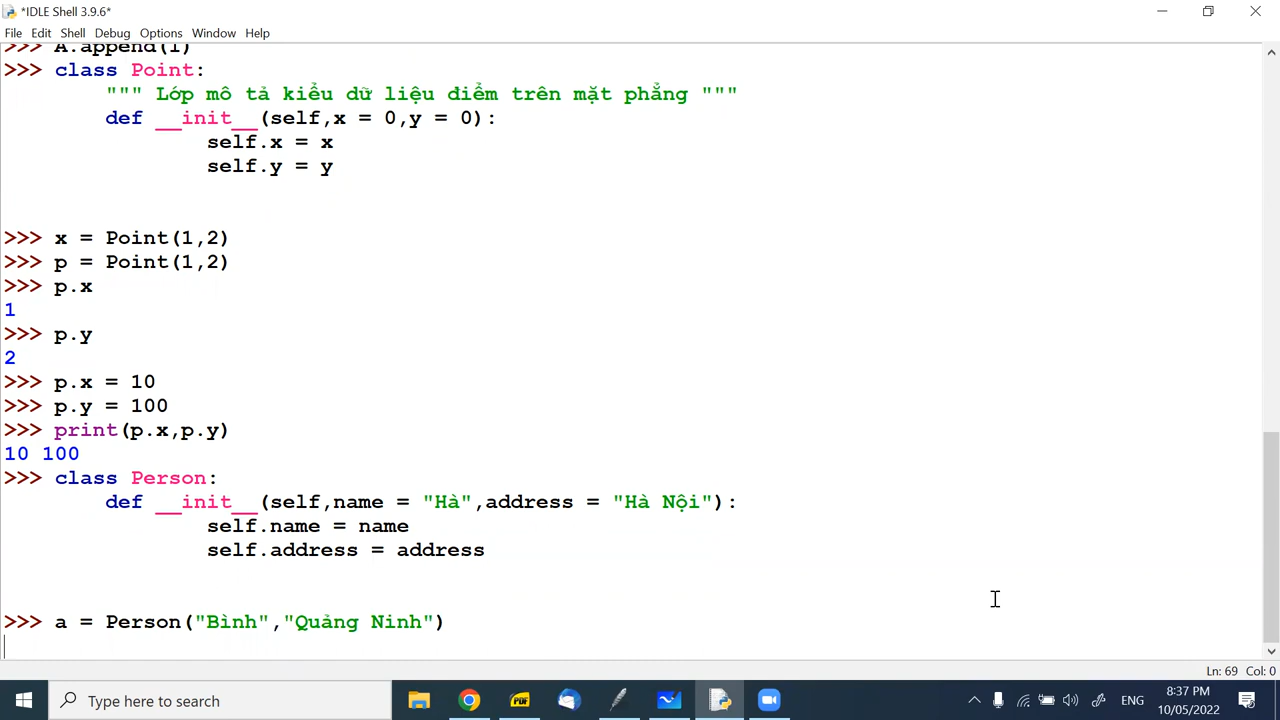 *IDLE Shell 3.9.6*
File Edit Shell Debug Options Window Help
>>> A.append(1)
>>> class Point:
""" Lớp mô tả kiểu dữ liệu điểm trên mặt phẳng """
def __init__(self,x = 0,y = 0):
self.x = x
self.y = y
>>> x = Point(1,2)
>>> p = Point(1,2)
>>> p.x
1
>>> p.y
2
>>> p.x = 10
>>> p.y = 100
>>> print(p.x,p.y)
10 100
>>> class Person:
def __init__(self,name = "Hà",address = "Hà Nội"):
self.name = name
self.address = address
>>> a = Person("Bình","Quảng Ninh")
Ln: 69 Col: 0
Type here to search
PDF
ENG
8:37 PM
10/05/2022